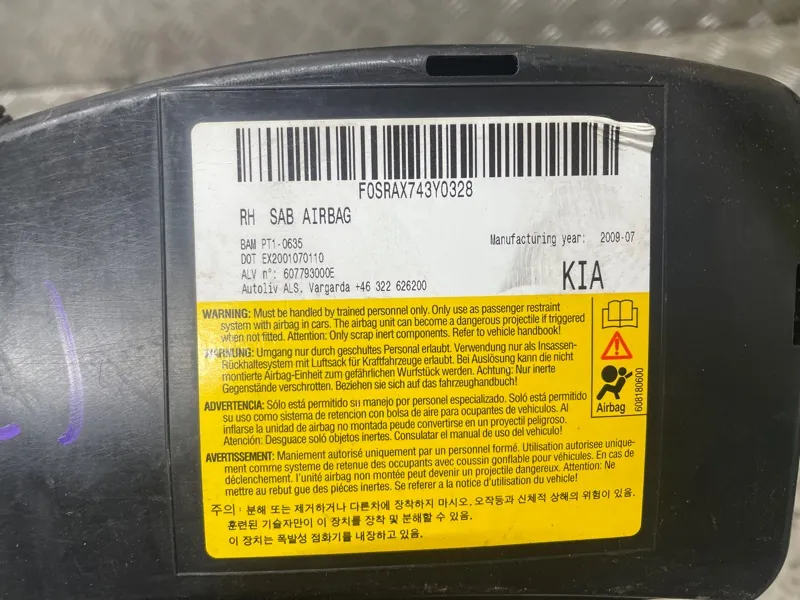 F0SRAX743Y0328
RH SAB AIRBAG
BAM PT1-0635
DOT EX2001070110
ALV n°: 607793000E
Autoliv ALS, Vargarda +46 322 626200
Manufacturing year: 2009-07
KIA
WARNING: Must be handled by trained personnel only. Only use as passenger restraint
system with airbag in cars. The airbag unit can become a dangerous projectile if triggered
when not fitted. Attention: Only scrap inert components. Refer to vehicle handbook!
WARNUNG: Umgang nur durch geschultes Personal erlaubt. Verwendung nur als Insassen-
Rückhaltesystem mit Luftsack für Kraftfahrzeuge erlaubt. Bei Auslösung kann die nicht
montierte Airbag-Einheit zum gefährlichen Wurfstück werden. Achtung: Nur inerte
Gegenstände verschrotten. Beziehen sie sich auf das fahrzeughandbuch!
ADVERTENCIA: Sólo está permitido su manejo por personel especializado. Soló está permitido
su uso como sistema de retencion con bolsa de aire para ocupantes de vehículos. Al
inflarse la unidad de airbag no montada peude convertirse en un proyectil peligroso.
Atención: Desguace soló objetos inertes. Consulatar el manual de uso del vehículo!
AVERTISSEMENT: Maniement autorisé uniquement par un personnel formé. Utilisation autorisee unique-
ment comme systeme de retenue des occupants avec coussin gonflable pour véhicules. En cas de
déclenchement. l'unité airbag non montée peut devenir un projectile dangereux. Attention: Ne
mettre au rebut gue des piéces inertes. Se referer a la notice d'utilisation du vehicule!
주의: 분해 또는 제거하거나 다른차에 장착하지 마시오. 오작동과 신체적 상해의 위험이 있음.
훈련된 기술자만이 이 장치를 장착 및 분해할 수 있음.
이 장치는 폭발성 점화기를 내장하고 있음.
Airbag
608180600